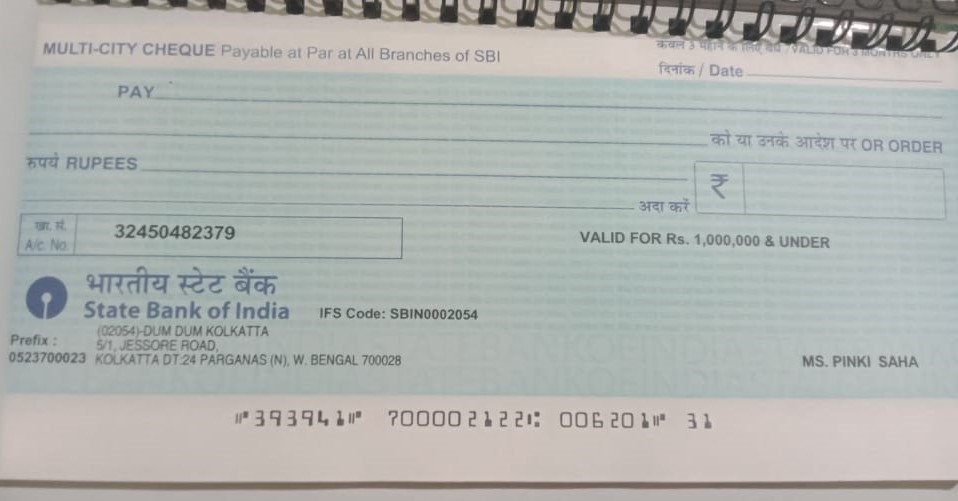 MULTI-CITY CHEQUE Payable at Par at All Branches of SBI
केवल 3 महीने के लिए वैध / VALID FOR 3 MONTHS ONLY
दिनांक / Date
PAY
को या उनके आदेश पर OR ORDER
रुपये RUPEES
अदा करें
₹
खा. सं.
A/c. No.
32450482379
VALID FOR Rs. 1,000,000 & UNDER
भारतीय स्टेट बैंक
State Bank of India
IFS Code: SBIN0002054
(02054)-DUM DUM KOLKATTA
Prefix :
5/1, JESSORE ROAD,
0523700023 KOLKATTA DT:24 PARGANAS (N), W. BENGAL 700028
MS. PINKI SAHA
⑈393941⑈ 700002122⑆ 006201⑈ 31